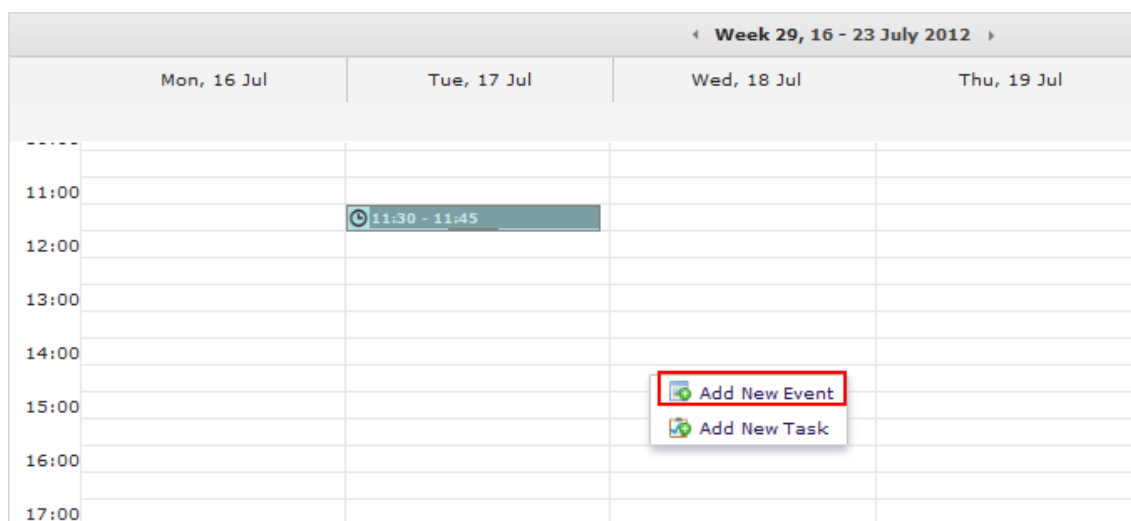 Week 29, 16 - 23 July 2012
Mon, 16 Jul Tue, 17 Jul Wed, 18 Jul Thu, 19 Jul
11:00
11:30 - 11:45
12:00
13:00
14:00
Add New Event
15:00
Add New Task
16:00
17:00